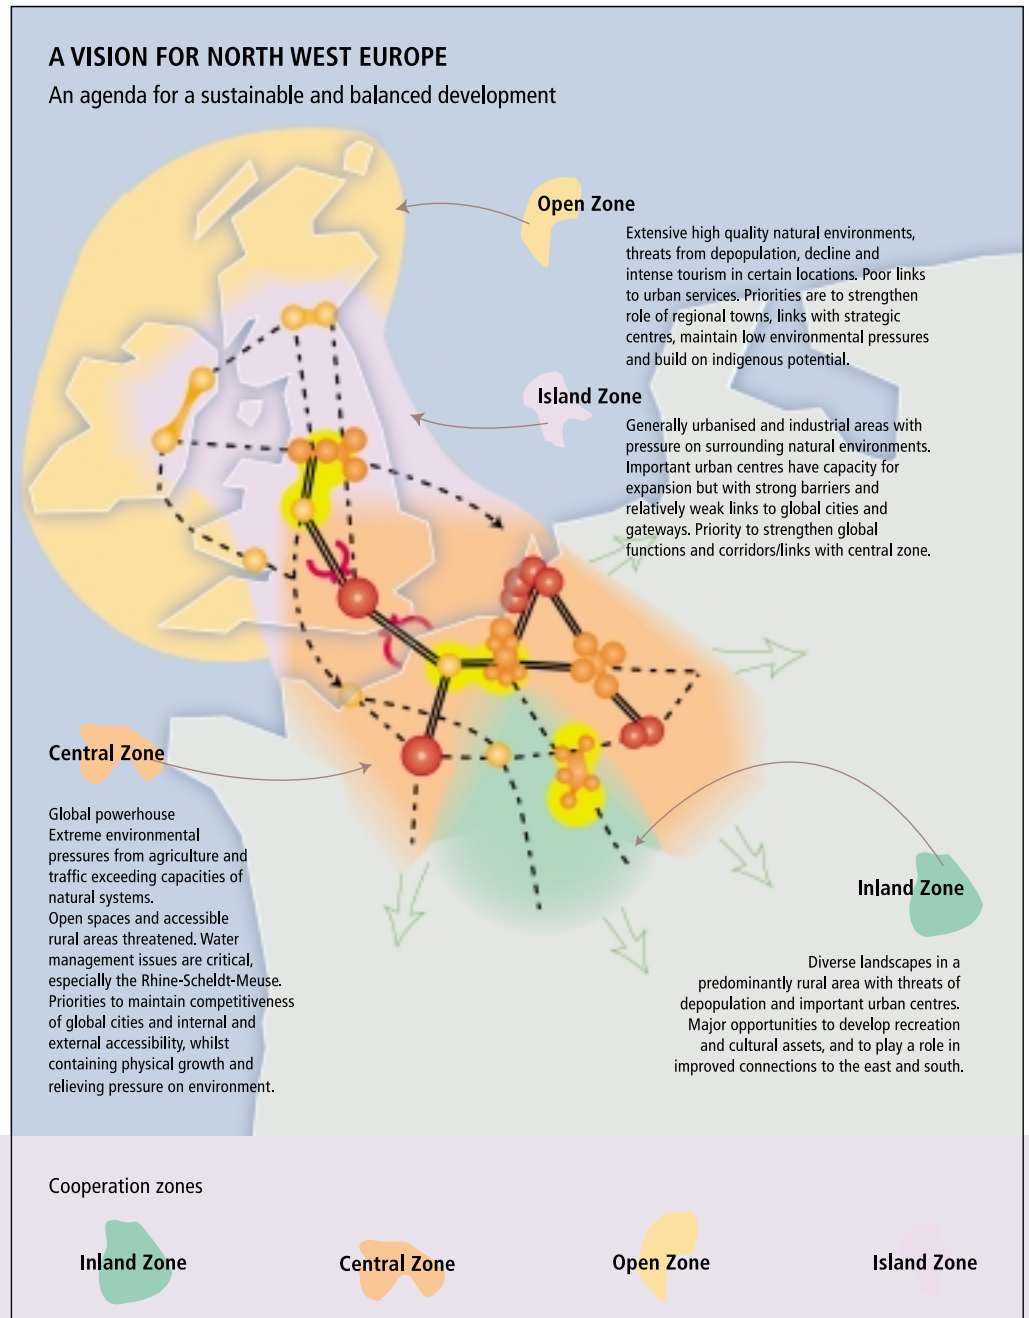 A VISION FOR NORTH WEST EUROPE
An agenda for a sustainable and balanced development
Open Zone
Extensive high quality natural environments,
threats from depopulation, decline and
intense tourism in certain locations. Poor links
to urban services. Priorities are to strengthen
role of regional towns, links with strategic
centres, maintain low environmental pressures
and build on indigenous potential.
Island Zone
Generally urbanised and industrial areas with
pressure on surrounding natural environments.
Important urban centres have capacity for
expansion but with strong barriers and
relatively weak links to global cities and
gateways. Priority to strengthen global
functions and corridors/links with central zone.
Central Zone
Global powerhouse
Extreme environmental
pressures from agriculture and
traffic exceeding capacities of
natural systems.
Open spaces and accessible
rural areas threatened. Water
management issues are critical,
especially the Rhine-Scheldt-Meuse.
Priorities to maintain competitiveness
of global cities and internal and
external accessibility, whilst
containing physical growth and
relieving pressure on environment.
Inland Zone
Diverse landscapes in a
predominantly rural area with threats of
depopulation and important urban centres.
Major opportunities to develop recreation
and cultural assets, and to play a role in
improved connections to the east and south.
Cooperation zones
Inland Zone
Central Zone
Open Zone
Island Zone